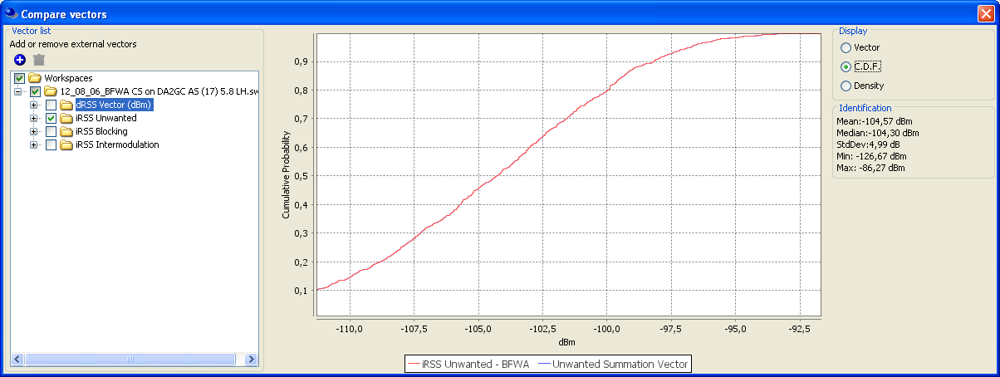 Compare vectors
Vector list
Add or remove external vectors
Workspaces
12_08_06_BFWA CS on DA2GC AS (17) 5.8 LH.sw
dRSS Vector (dBm)
iRSS Unwanted
iRSS Blocking
iRSS Intermodulation
Cumulative Probability
0,9
0,8
0,7
0,6
0,5
0,4
0,3
0,2
0,1
-110,0 -107,5 -105,0 -102,5 -100,0 -97,5 -95,0 -92,5
dBm
iRSS Unwanted - BFWA Unwanted Summation Vector
Display
Vector
C.D.F.
Density
Identification
Mean:-104,57 dBm
Median:-104,30 dBm
StdDev:4,99 dB
Min: -126,67 dBm
Max: -86,27 dBm